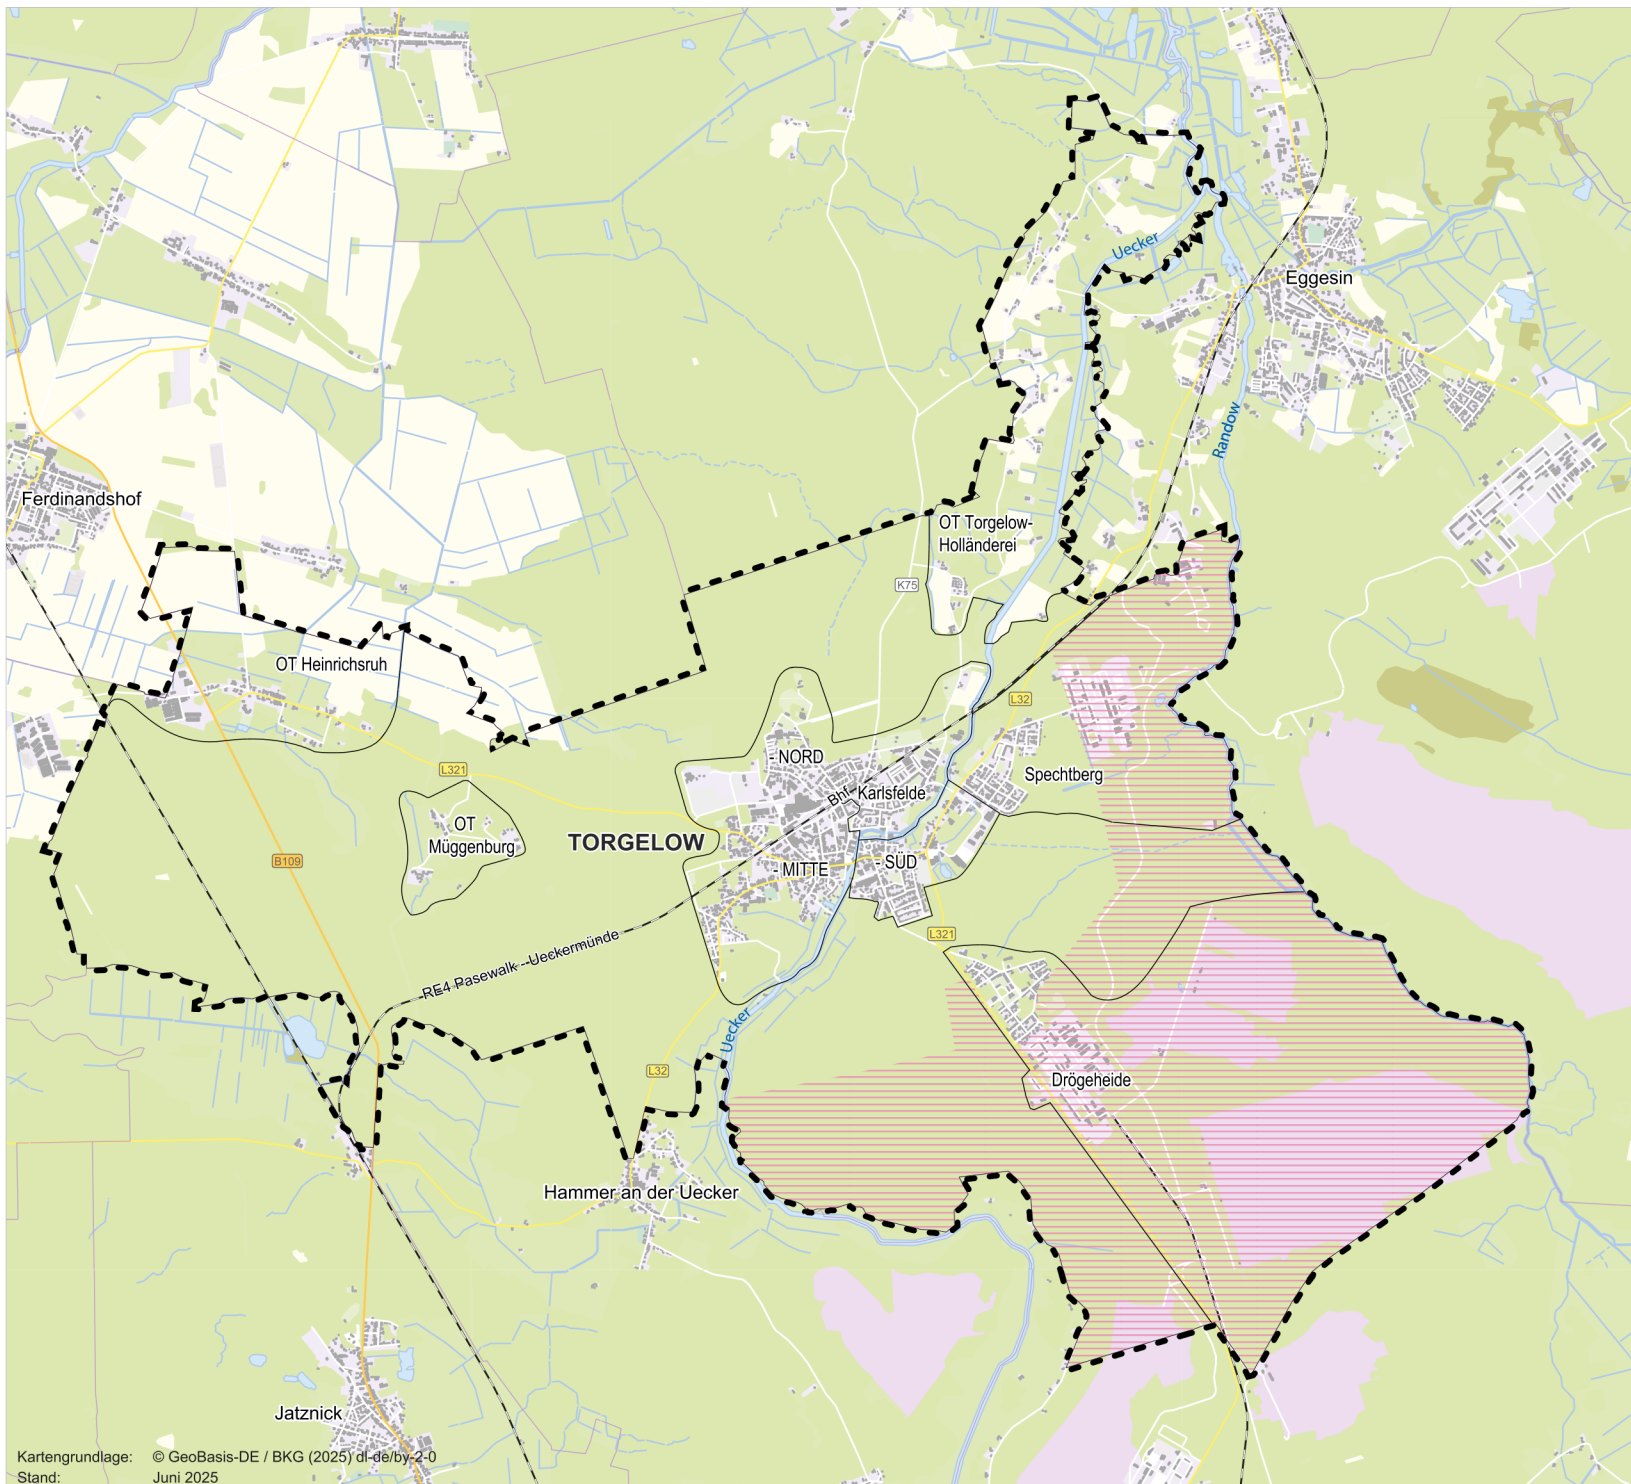 Uecker
Eggesin
Randow
Ferdinandshof
OT Torgelow-
Holländerei
K75
OT Heinrichsruh
L32
- NORD
L321
Spechtberg
Bhf.
Karlsfelde
OT
Müggenburg
TORGELOW
B109
- MITTE
- SÜD
L321
RE4 Pasewalk - Ueckermünde
Uecker
L32
Drögeheide
Hammer an der Uecker
Jatznick
Kartengrundlage: © GeoBasis-DE / BKG (2025) dl-de/by-2-0
Stand: Juni 2025